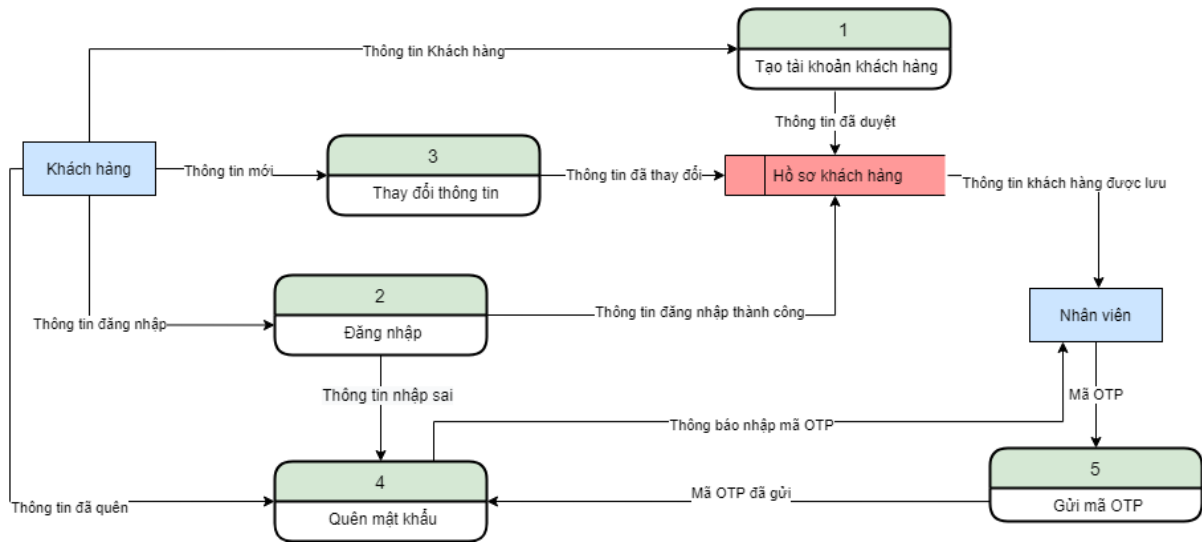 1
Thông tin Khách hàng
Tạo tài khoản khách hàng
Thông tin đã duyệt
Khách hàng
Thông tin mới
3
Thay đổi thông tin
Thông tin đã thay đổi
Hồ sơ khách hàng
Thông tin khách hàng được lưu
2
Thông tin đăng nhập
Đăng nhập
Thông tin đăng nhập thành công
Nhân viên
Thông tin nhập sai
Mã OTP
Thông báo nhập mã OTP
4
Thông tin đã quên
Quên mật khẩu
Mã OTP đã gửi
5
Gửi mã OTP